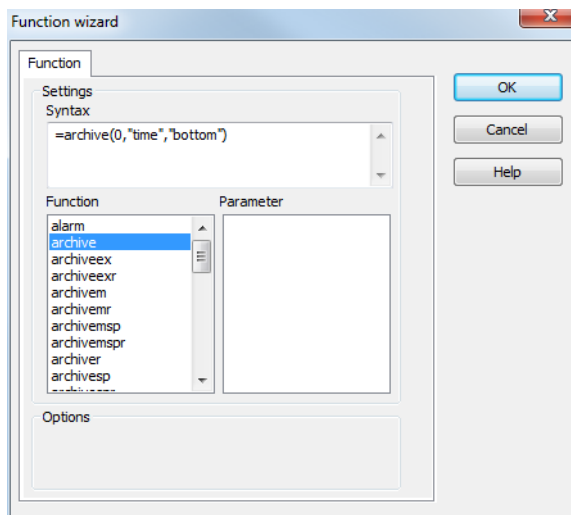 Function wizard
Function
Settings
Syntax
=archive(0,"time","bottom")
Function
Parameter
alarm
archive
archiveex
archiveexr
archivem
archivemr
archivemsp
archivemspr
archiver
archivesp
Options
OK
Cancel
Help